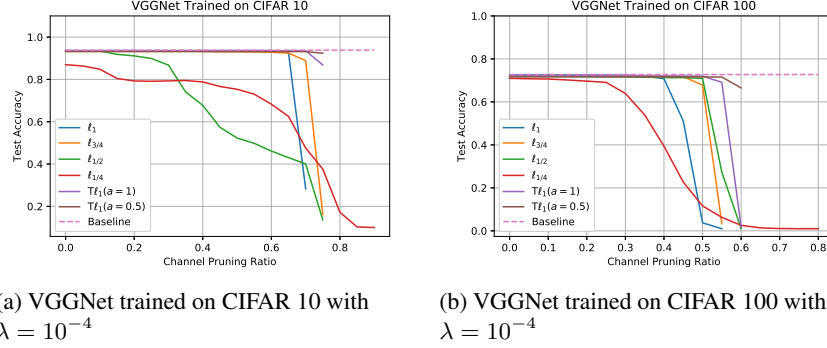 VGGNet Trained on CIFAR 10
1.0
0.8
0.6
0.4
0.2
Test Accuracy
ℓ1
ℓ3/4
ℓ1/2
ℓ1/4
Tℓ1(a = 1)
Tℓ1(a = 0.5)
Baseline
0.0 0.2 0.4 0.6 0.8
Channel Pruning Ratio
(a) VGGNet trained on CIFAR 10 with
λ = 10^−4
VGGNet Trained on CIFAR 100
1.0
0.8
0.6
0.4
0.2
0.0
Test Accuracy
ℓ1
ℓ3/4
ℓ1/2
ℓ1/4
Tℓ1(a = 1)
Tℓ1(a = 0.5)
Baseline
0.0 0.1 0.2 0.3 0.4 0.5 0.6 0.7 0.8
Channel Pruning Ratio
(b) VGGNet trained on CIFAR 100 with
λ = 10^−4